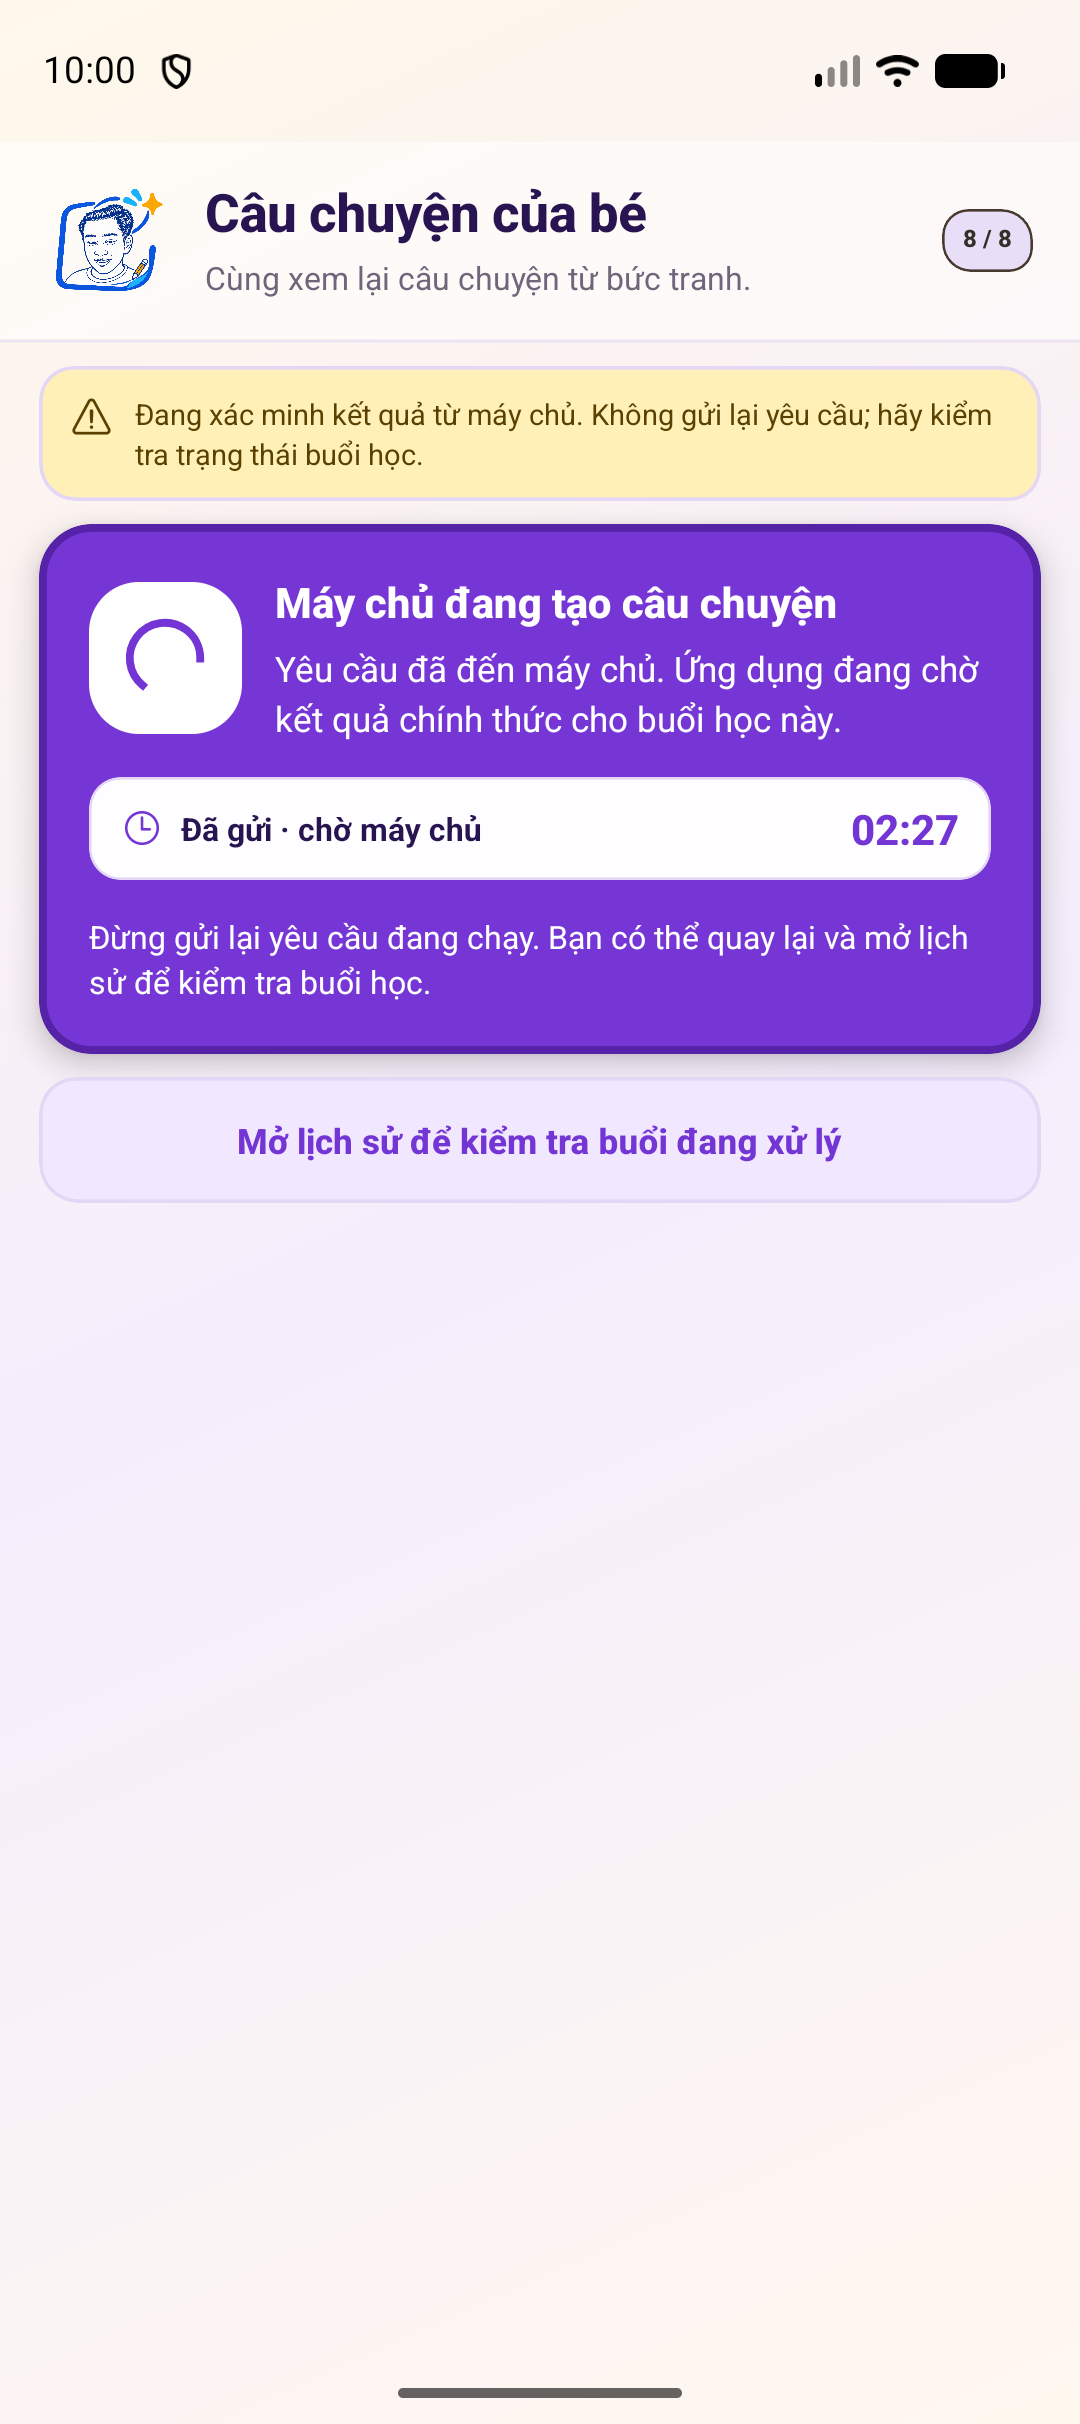 10:00
Câu chuyện của bé
Cùng xem lại câu chuyện từ bức tranh.
8 / 8
Đang xác minh kết quả từ máy chủ. Không gửi lại yêu cầu; hãy kiểm
tra trạng thái buổi học.
Máy chủ đang tạo câu chuyện
Yêu cầu đã đến máy chủ. Ứng dụng đang chờ
kết quả chính thức cho buổi học này.
Đã gửi · chờ máy chủ
02:27
Đừng gửi lại yêu cầu đang chạy. Bạn có thể quay lại và mở lịch
sử để kiểm tra buổi học.
Mở lịch sử để kiểm tra buổi đang xử lý